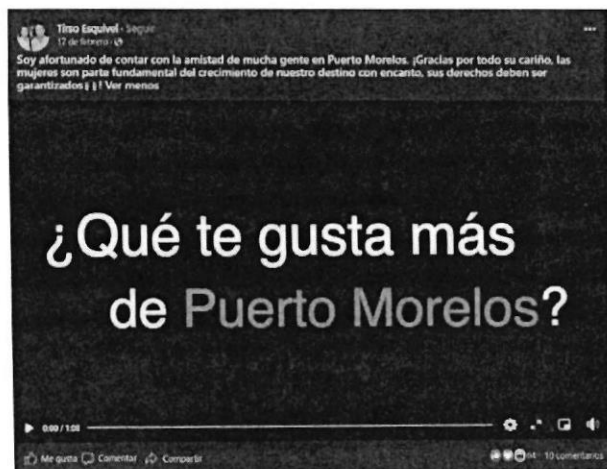 Tirso Esquivel · Seguir
17 de febrero ·
Soy afortunado de contar con la amistad de mucha gente en Puerto Morelos. ¡Gracias por todo su cariño, las
mujeres son parte fundamental del crecimiento de nuestro destino con encanto, sus derechos deben ser
garantizados ! Ver menos
¿Qué te gusta más
de Puerto Morelos?
0:00 / 1:08
Me gusta Comentar Compartir
64 · 10 comentarios